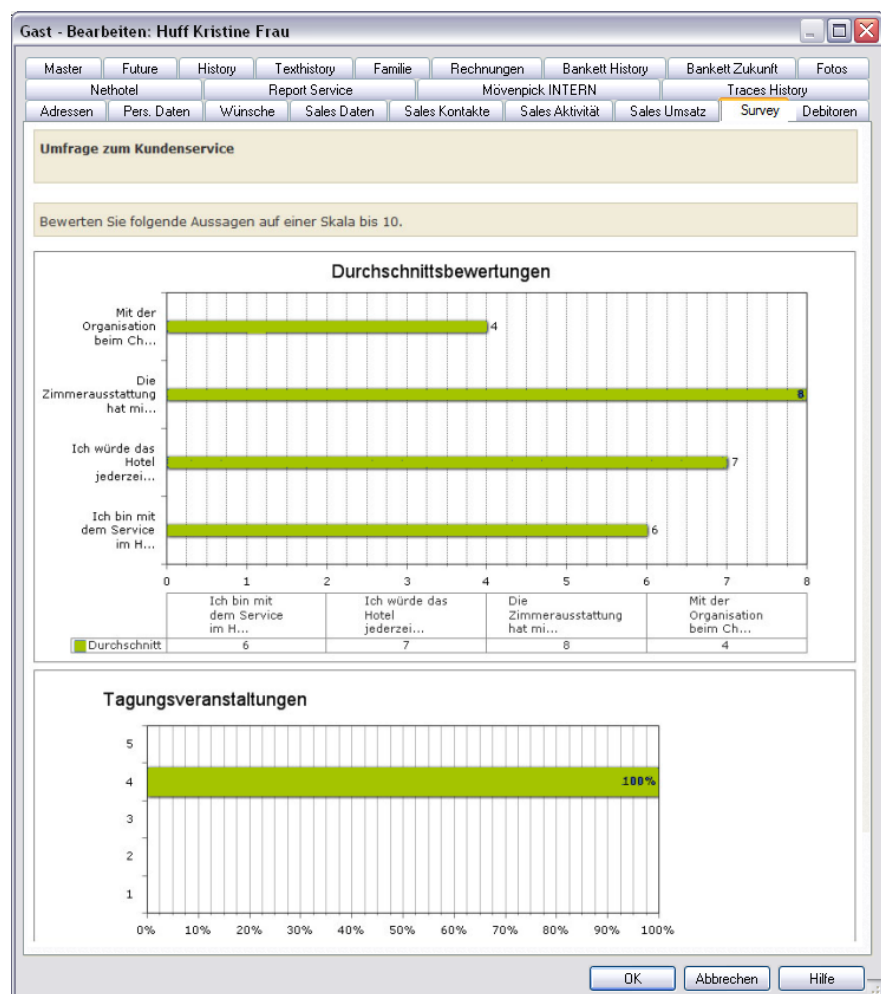 Gast - Bearbeiten: Huff Kristine Frau
Master Future History Texthistory Familie Rechnungen Bankett History Bankett Zukunft Fotos
Nethotel Report Service Mövenpick INTERN Traces History
Adressen Pers. Daten Wünsche Sales Daten Sales Kontakte Sales Aktivität Sales Umsatz Survey Debitoren
Umfrage zum Kundenservice
Bewerten Sie folgende Aussagen auf einer Skala bis 10.
Durchschnittsbewertungen
Mit der
Organisation
beim Ch...
4
Die
Zimmerausstattung
hat mi...
8
Ich würde das
Hotel
jederzei...
7
Ich bin mit
dem Service
im H...
6
0 1 2 3 4 5 6 7 8
Ich bin mit
dem Service
im H...
Ich würde das
Hotel
jederzei...
Die
Zimmerausstattung
hat mi...
Mit der
Organisation
beim Ch...
Durchschnitt 6 7 8 4
Tagungsveranstaltungen
5
4
100%
3
2
1
0% 10% 20% 30% 40% 50% 60% 70% 80% 90% 100%
OK Abbrechen Hilfe